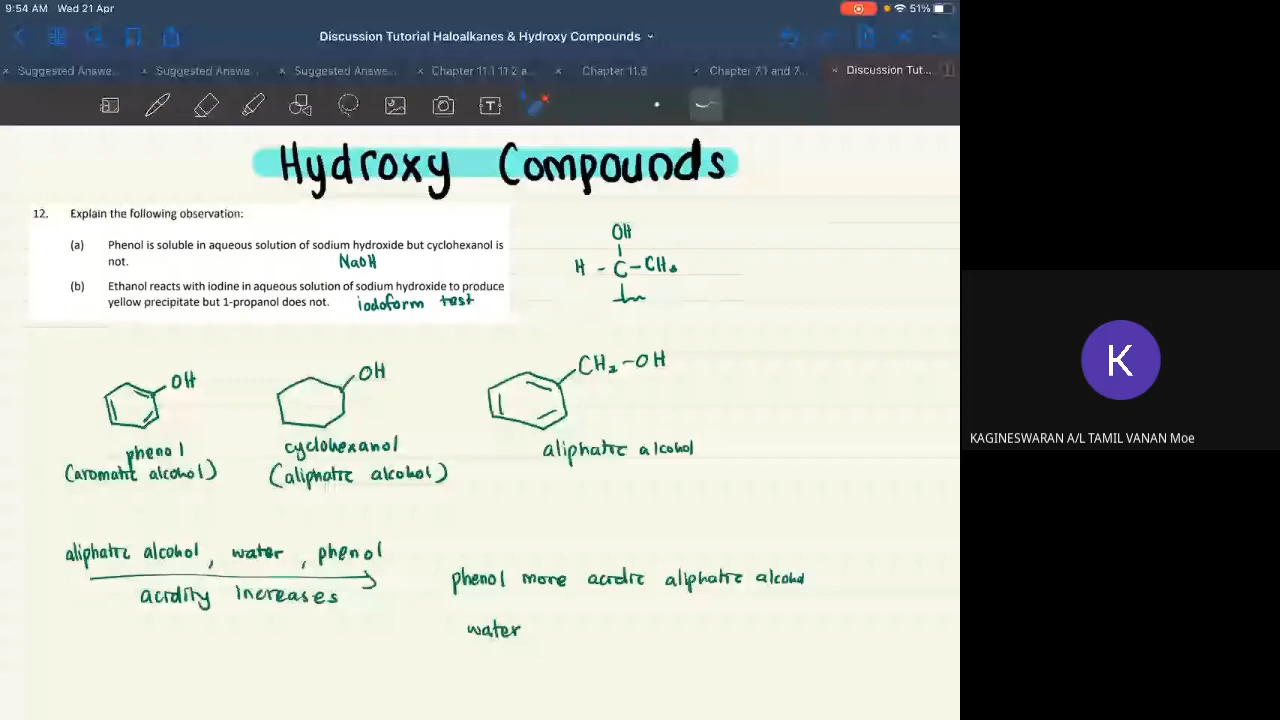 9:54 AM Wed 21 Apr
51%
Discussion Tutorial Haloalkanes & Hydroxy Compounds
Suggested Answe...
Suggested Answe...
Suggested Answe...
Chapter 11.1 11.2 a...
Chapter 11.6
Chapter 7.1 and 7...
Discussion Tut...
Hydroxy Compounds
12. Explain the following observation:
(a) Phenol is soluble in aqueous solution of sodium hydroxide but cyclohexanol is
not.
NaOH
(b) Ethanol reacts with iodine in aqueous solution of sodium hydroxide to produce
yellow precipitate but 1-propanol does not.
iodoform test
OH
H - C - CH₃
OH
phenol
(aromatic alcohol)
OH
cyclohexanol
(aliphatic alcohol)
CH₂-OH
aliphatic alcohol
aliphatic alcohol, water, phenol
acidity increases
phenol more acidic aliphatic alcohol
water
K
KAGINESWARAN A/L TAMIL VANAN Moe